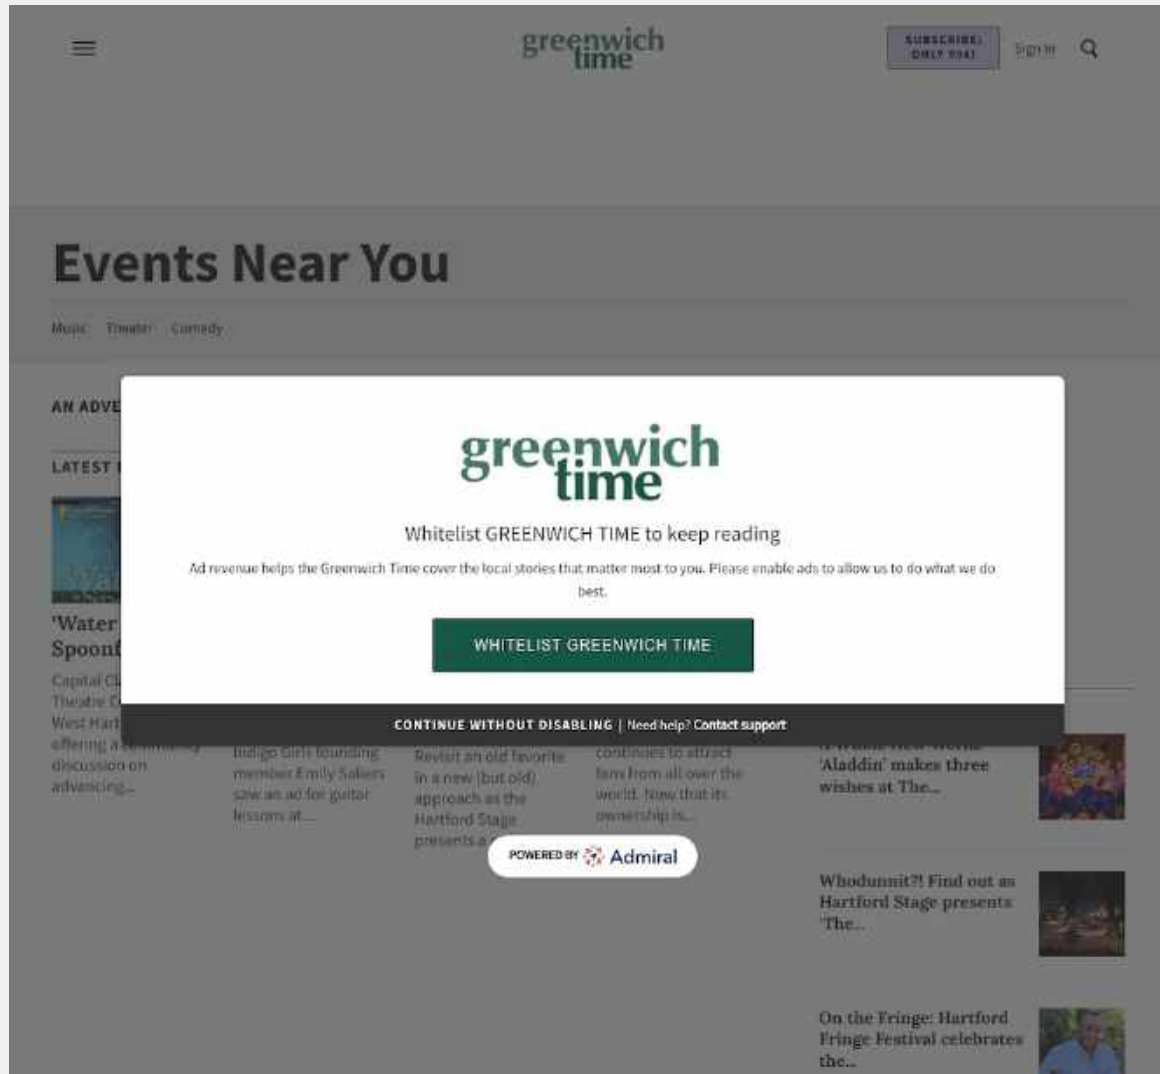 greenwich
time
SUBSCRIBE:
Sign In
Events Near You
Music Theater Comedy
AN ADVE
greenwich
time
LATEST
Whitelist GREENWICH TIME to keep reading
Ad revenue helps the Greenwich Time cover the local stories that matter most to you. Please enable ads to allow us to do what we do
best.
'Water
Spoonf
WHITELIST GREENWICH TIME
Capital Cl
Theatre C
West Hart
CONTINUE WITHOUT DISABLING | Need help? Contact support
offering a community
discussion on
advancing...
Indigo Girls founding
member Emily Saliers
saw an ad for guitar
lessons at...
Revisit an old favorite
in a new (but old)
approach as the
Hartford Stage
presents a
continues to attract
fans from all over the
world. Now that its
ownership is...
'Aladdin' makes three
wishes at The...
POWERED BY Admiral
Whodunnit?! Find out as
Hartford Stage presents
'The...
On the Fringe: Hartford
Fringe Festival celebrates
the...